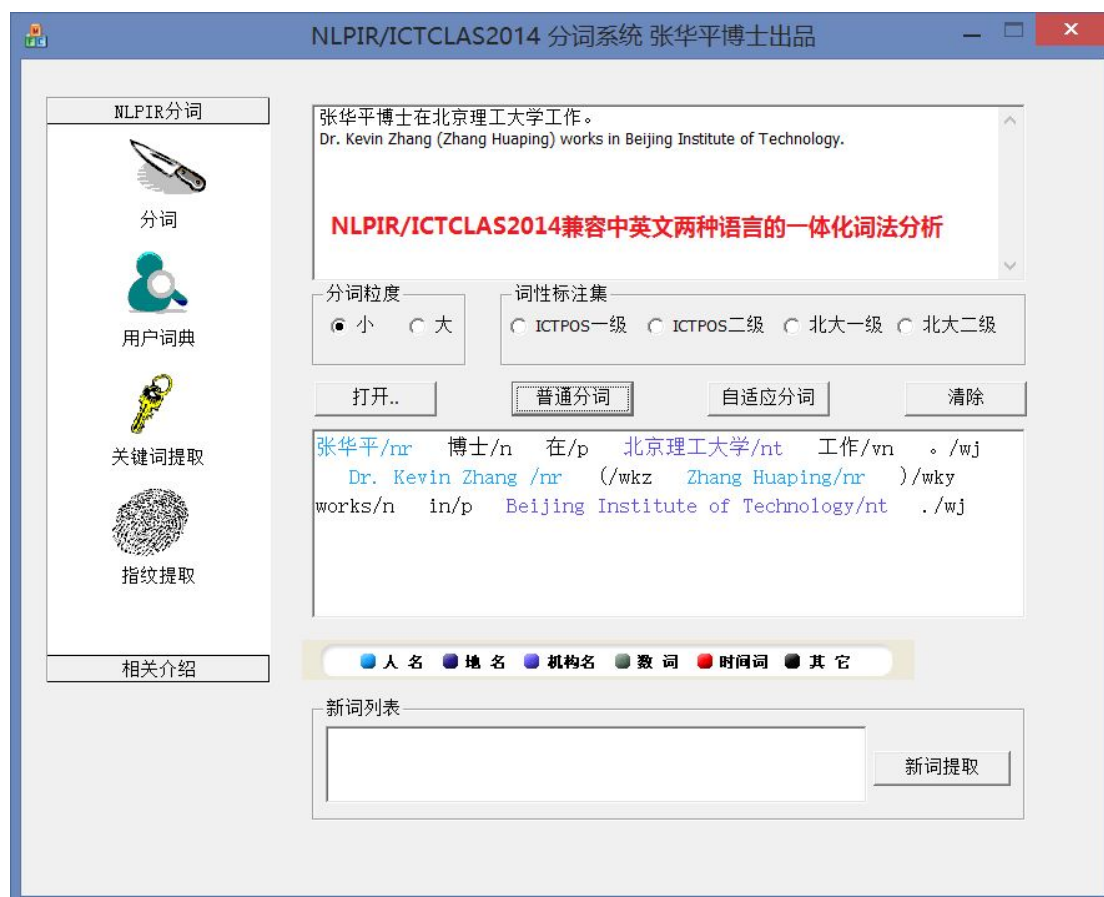 NLPIR/ICTCLAS2014 分词系统 张华平博士出品
NLPIR分词
分词
用户词典
关键词提取
指纹提取
相关介绍
张华平博士在北京理工大学工作。
Dr. Kevin Zhang (Zhang Huaping) works in Beijing Institute of Technology.
NLPIR/ICTCLAS2014兼容中英文两种语言的一体化词法分析
分词粒度
小 大
词性标注集
ICTPOS一级 ICTPOS二级 北大一级 北大二级
打开.. 普通分词 自适应分词 清除
张华平/nr 博士/n 在/p 北京理工大学/nt 工作/vn 。/wj
Dr. Kevin Zhang /nr (/wkz Zhang Huaping/nr )/wky
works/n in/p Beijing Institute of Technology/nt ./wj
人名 地名 机构名 数词 时间词 其它
新词列表
新词提取